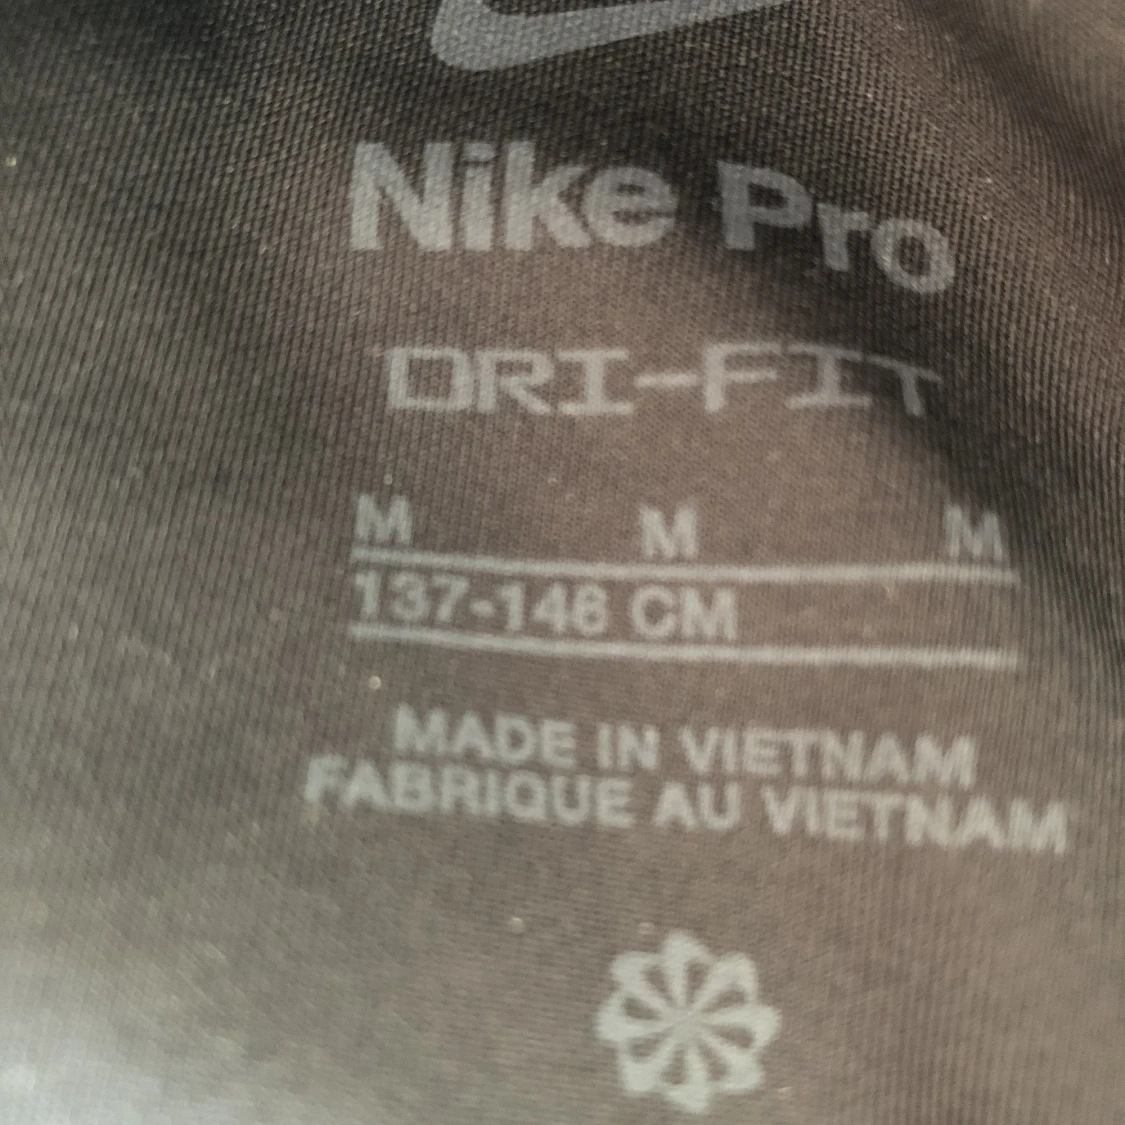 Nike Pro
DRI-FIT
M M M
137-146 CM
MADE IN VIETNAM
FABRIQUE AU VIETNAM